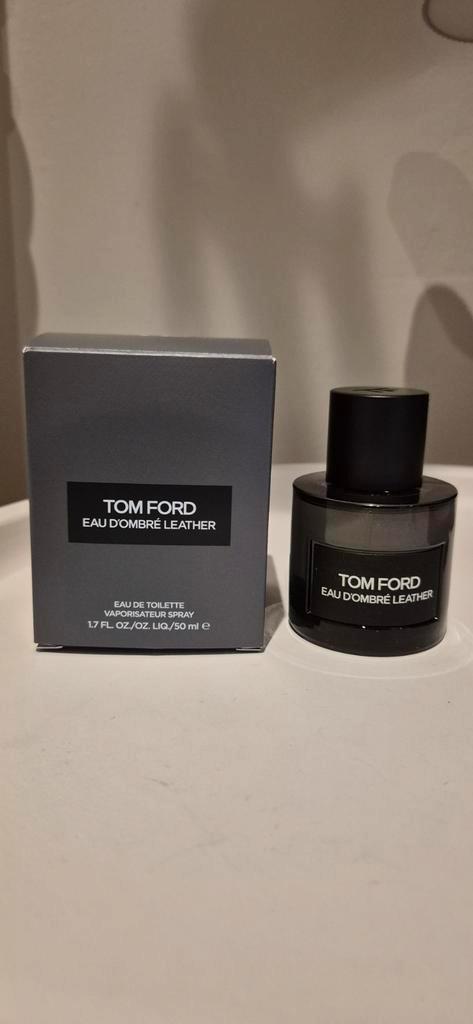 TOM FORD
EAU D'OMBRÉ LEATHER
EAU DE TOILETTE
VAPORISATEUR SPRAY
1.7 FL. OZ./OZ. LIQ./50 ml ℮
TOM FORD
EAU D'OMBRÉ LEATHER